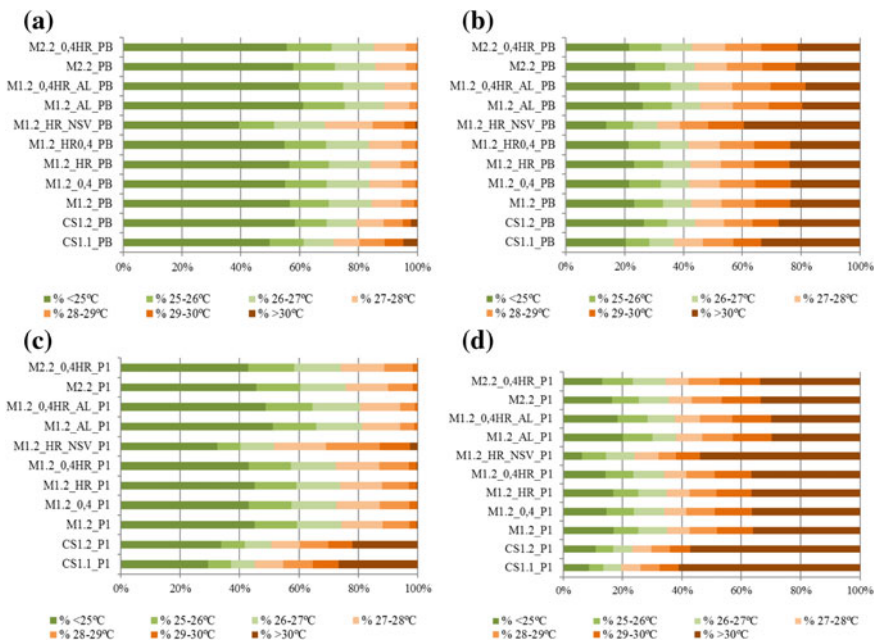 (a)
M2.2_0,4HR_PB
M2.2_PB
M1.2_0,4HR_AL_PB
M1.2_AL_PB
M1.2_HR_NSV_PB
M1.2_HR0,4_PB
M1.2_HR_PB
M1.2_0,4_PB
M1.2_PB
CS1.2_PB
CS1.1_PB
0% 20% 40% 60% 80% 100%
% <25ºC % 25-26ºC % 26-27ºC % 27-28ºC
% 28-29ºC % 29-30ºC % >30ºC
(b)
M2.2_0,4HR_PB
M2.2_PB
M1.2_0,4HR_AL_PB
M1.2_AL_PB
M1.2_HR_NSV_PB
M1.2_HR0,4_PB
M1.2_HR_PB
M1.2_0,4_PB
M1.2_PB
CS1.2_PB
CS1.1_PB
0% 20% 40% 60% 80% 100%
% <25ºC % 25-26ºC % 26-27ºC % 27-28ºC
% 28-29ºC % 29-30ºC % >30ºC
(c)
M2.2_0,4HR_P1
M2.2_P1
M1.2_0,4HR_AL_P1
M1.2_AL_P1
M1.2_HR_NSV_P1
M1.2_0,4HR_P1
M1.2_HR_P1
M1.2_0,4_P1
M1.2_P1
CS1.2_P1
CS1.1_P1
0% 20% 40% 60% 80% 100%
% <25ºC % 25-26ºC % 26-27ºC % 27-28ºC
% 28-29ºC % 29-30ºC % >30ºC
(d)
M2.2_0,4HR_P1
M2.2_P1
M1.2_0,4HR_AL_P1
M1.2_AL_P1
M1.2_HR_NSV_P1
M1.2_0,4HR_P1
M1.2_HR_P1
M1.2_0,4_P1
M1.2_P1
CS1.2_P1
CS1.1_P1
0% 20% 40% 60% 80% 100%
% <25ºC % 25-26ºC % 26-27ºC % 27-28ºC
% 28-29ºC % 29-30ºC % >30ºC